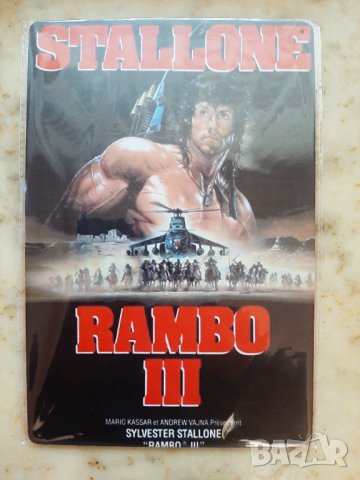 STALLONE
RAMBO
III
MARIO KASSAR et ANDREW VAJNA Présentent
SYLVESTER STALLONE
"RAMBO® III"
BAZAR